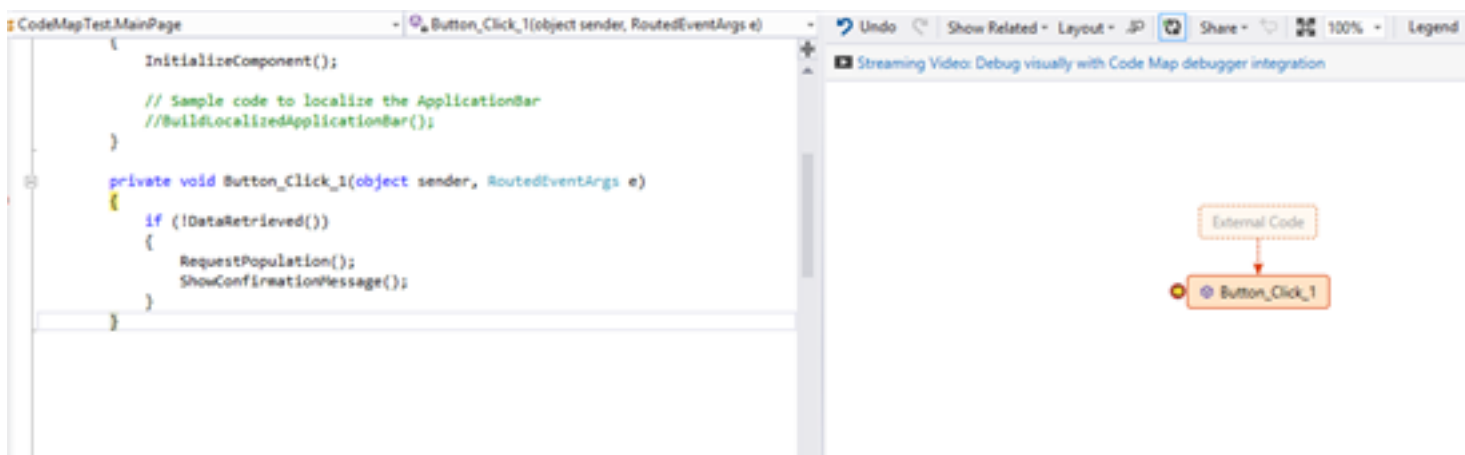 CodeMapTest.MainPage
Button_Click_1(object sender, RoutedEventArgs e)
{
InitializeComponent();
// Sample code to localize the ApplicationBar
//BuildLocalizedApplicationBar();
}
private void Button_Click_1(object sender, RoutedEventArgs e)
{
if (!DataRetrieved())
{
RequestPopulation();
ShowConfirmationMessage();
}
}
Undo Show Related Layout Share 100% Legend
Streaming Video: Debug visually with Code Map debugger integration
External Code
Button_Click_1